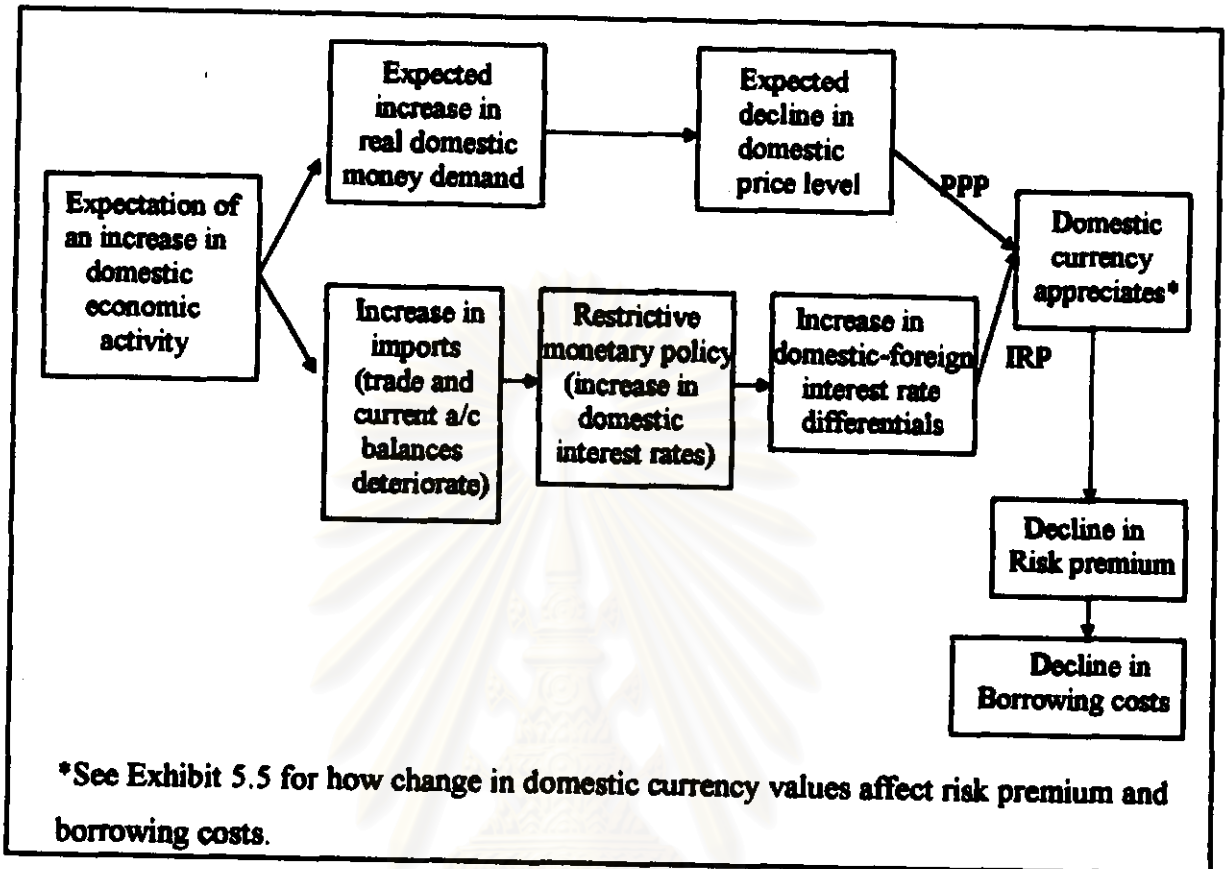 Expected
increase in
real domestic
money demand
Expected
decline in
domestic
price level
PPP
Expectation of
an increase in
domestic
economic
activity
Domestic
currency
appreciates*
Increase in
imports
(trade and
current a/c
balances
deteriorate)
Restrictive
monetary policy
(increase in
domestic
interest rates)
Increase in
domestic-foreign
interest rate
differentials
IRP
Decline in
Risk premium
Decline in
Borrowing costs
*See Exhibit 5.5 for how change in domestic currency values affect risk premium and
borrowing costs.